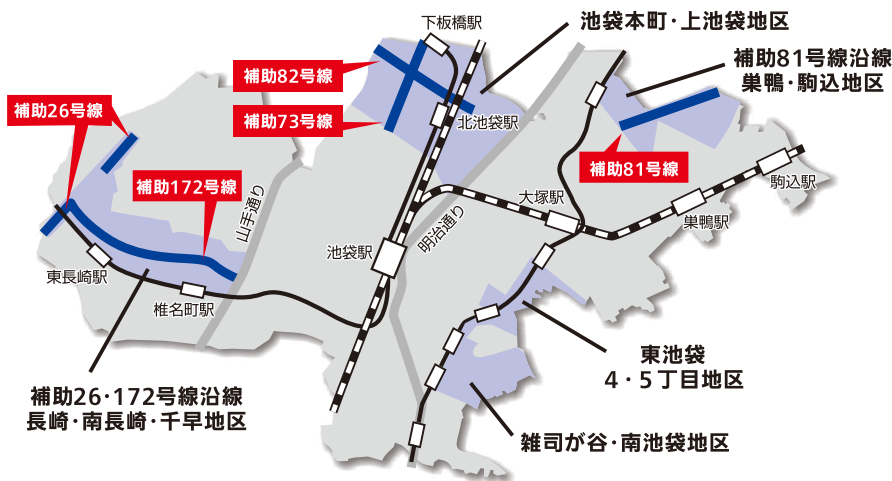 下板橋駅
池袋本町・上池袋地区
補助81号線沿線
巣鴨・駒込地区
補助82号線
補助26号線
補助73号線
北池袋駅
補助81号線
補助172号線
駒込駅
大塚駅
山手通り
明治通り
巣鴨駅
池袋駅
東長崎駅
椎名町駅
東池袋
4・5丁目地区
補助26・172号線沿線
長崎・南長崎・千早地区
雑司が谷・南池袋地区